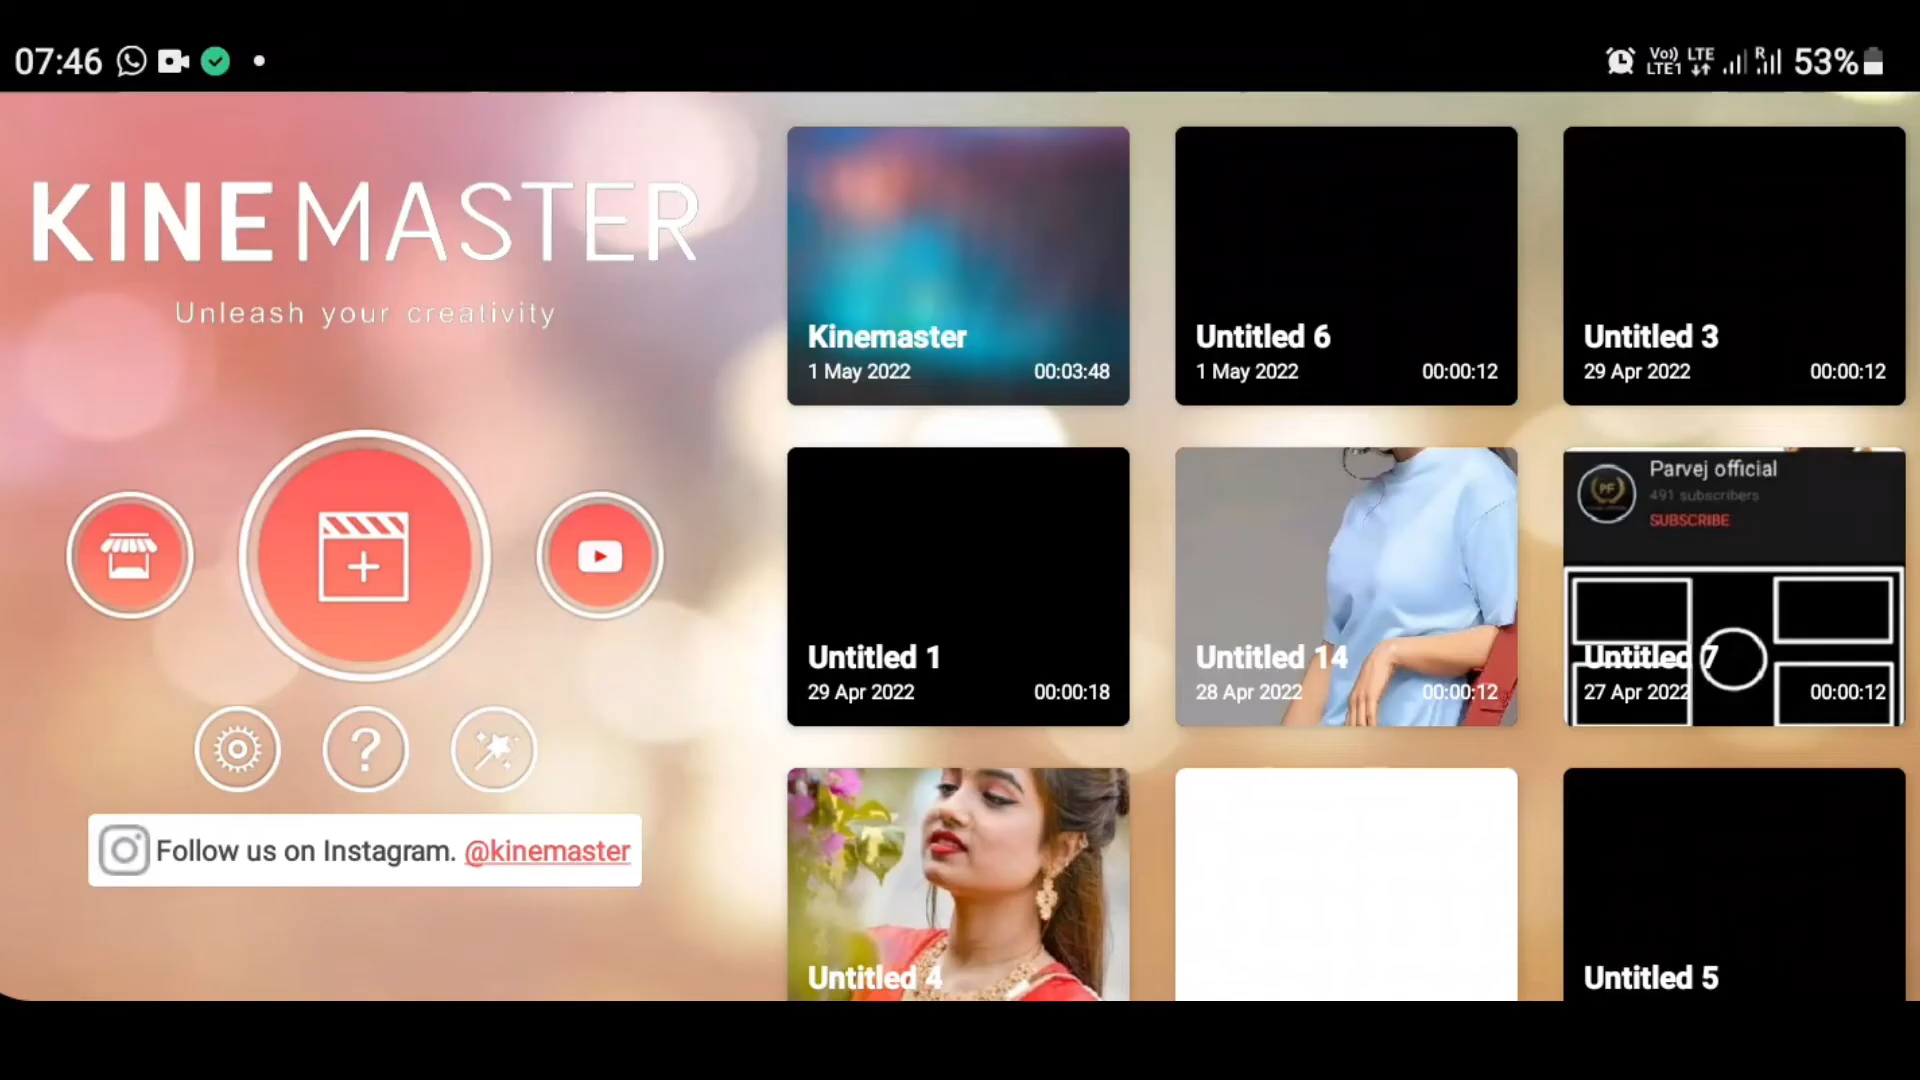 07:46
Vo)) LTE R 53%
LTE1
KINEMASTER
Unleash your creativity
Follow us on Instagram. @kinemaster
Kinemaster
1 May 2022 00:03:48
Untitled 6
1 May 2022 00:00:12
Untitled 3
29 Apr 2022 00:00:12
Untitled 1
29 Apr 2022 00:00:18
Untitled 14
28 Apr 2022 00:00:12
PF
Parvej official
491 subscribers
SUBSCRIBE
Untitled 7
27 Apr 2022 00:00:12
Untitled 4
Untitled 5